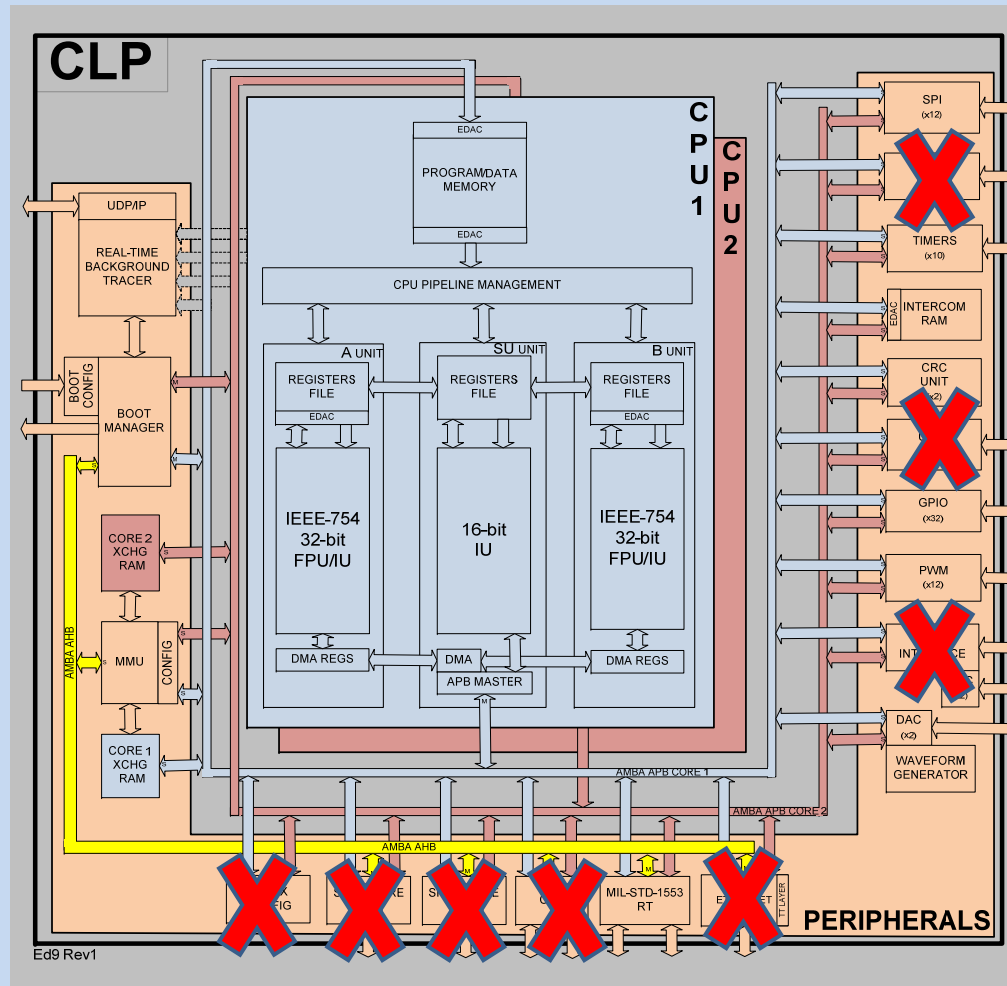 CLP
UDP/IP
REAL-TIME
BACKGROUND
TRACER
BOOT
CONFIG
BOOT
MANAGER
CORE 2
XCHG
RAM
MMU
CONFIG
CORE 1
XCHG
RAM
AMBA AHB
CPU1
CPU2
EDAC
PROGRAM/DATA
MEMORY
EDAC
CPU PIPELINE MANAGEMENT
A UNIT
REGISTERS
FILE
EDAC
IEEE-754
32-bit
FPU/IU
DMA REGS
SU UNIT
REGISTERS
FILE
16-bit
IU
DMA
APB MASTER
B UNIT
REGISTERS
FILE
EDAC
IEEE-754
32-bit
FPU/IU
DMA REGS
AMBA APB CORE 1
AMBA APB CORE 2
AMBA AHB
SPI
(x12)
TIMERS
(x10)
EDAC
INTERCOM
RAM
CRC
UNIT
(x2)
GPIO
(x32)
PWM
(x12)
DAC
(x2)
WAVEFORM
GENERATOR
MIL-STD-1553
RT
TT LAYER
PERIPHERALS
Ed9 Rev1